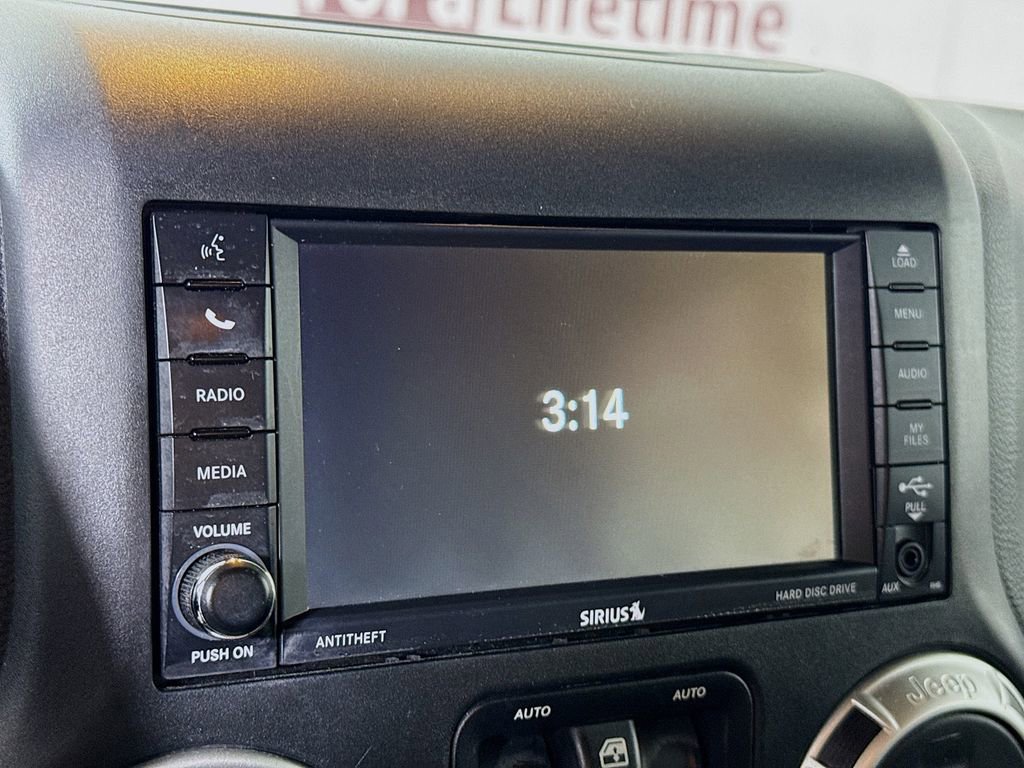 for a Lifetime
LOAD
MENU
RADIO
AUDIO
3:14
MY
FILES
MEDIA
PULL
VOLUME
AUX
HARD DISC DRIVE
SIRIUS
ANTITHEFT
PUSH ON
AUTO
AUTO
Jeep